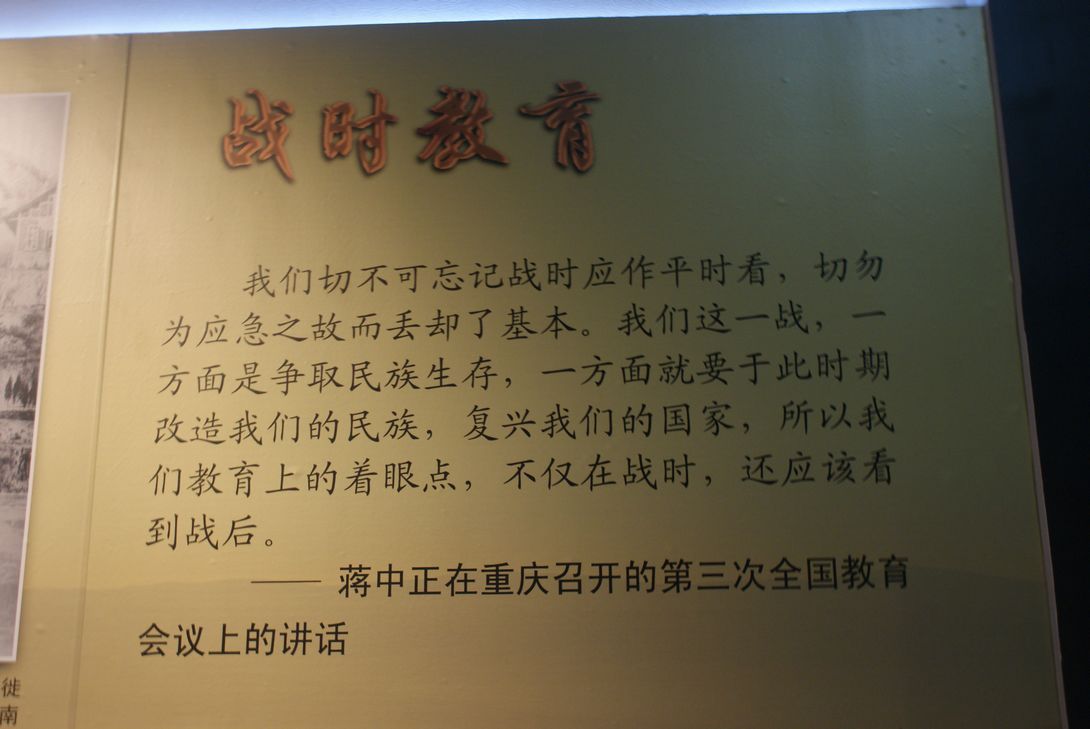 战时教育
我们切不可忘记战时应作平时看，切勿
为应急之故而丢却了基本。我们这一战，一
方面是争取民族生存，一方面就要于此时期
改造我们的民族，复兴我们的国家，所以我
们教育上的着眼点，不仅在战时，还应该看
到战后。
—— 蒋中正在重庆召开的第三次全国教育
会议上的讲话
徙
南